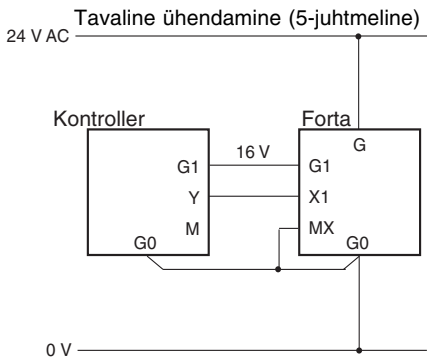 Tavaline ühendamine (5-juhtmeline)
24 V AC
Kontroller
Forta
G
G1
16 V
G1
Y
X1
M
MX
G0
G0
0 V